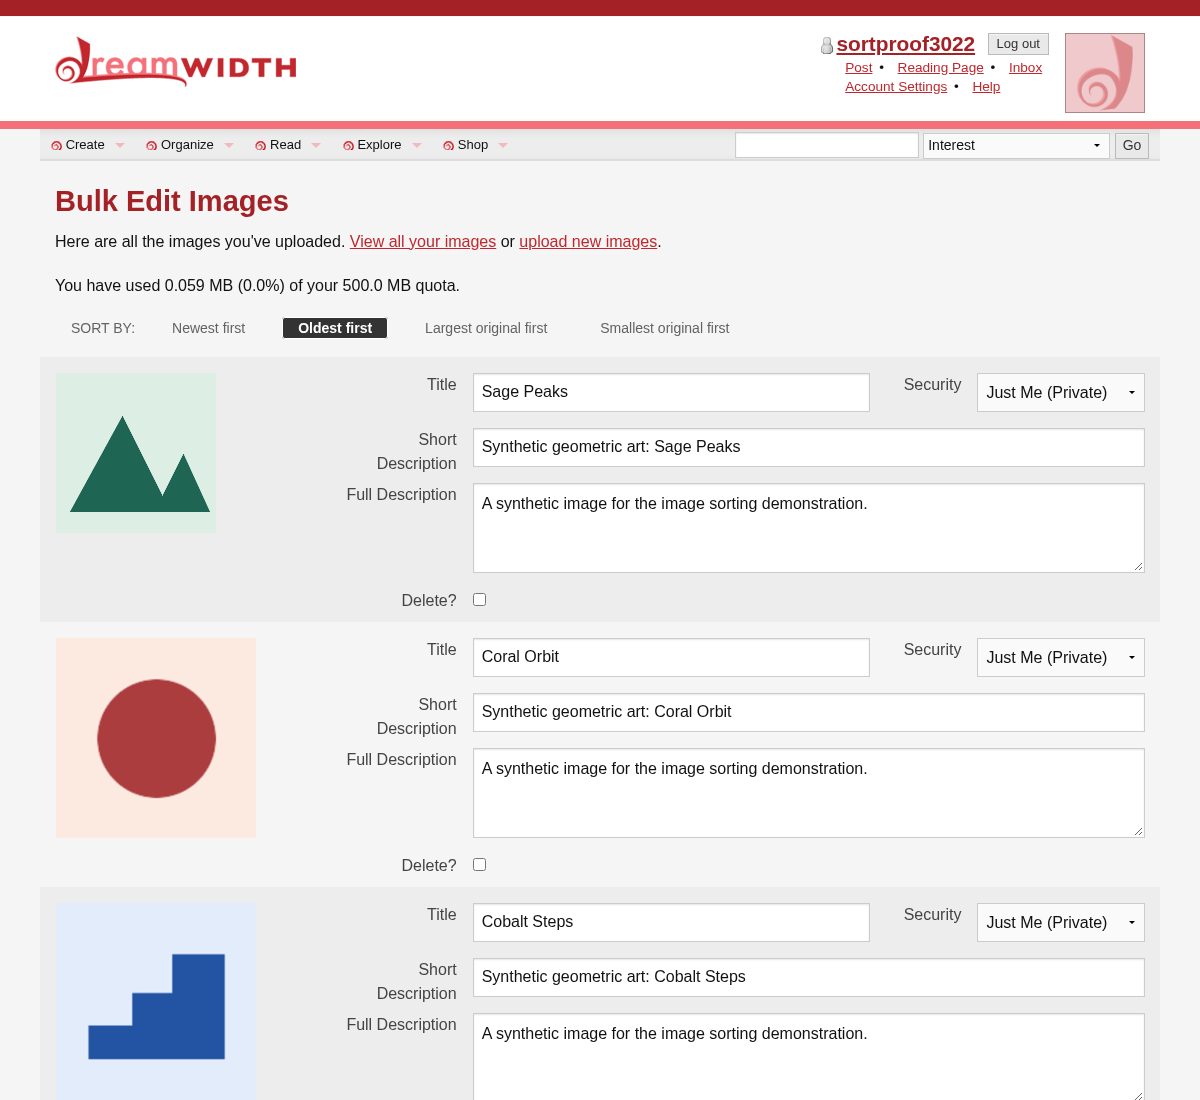 dreamwidth
sortproof3022 Log out
Post • Reading Page • Inbox
Account Settings • Help
Create Organize Read Explore Shop Interest Go
Bulk Edit Images
Here are all the images you've uploaded. View all your images or upload new images.
You have used 0.059 MB (0.0%) of your 500.0 MB quota.
SORT BY: Newest first Oldest first Largest original first Smallest original first
Title Sage Peaks Security Just Me (Private)
Short
Description
Synthetic geometric art: Sage Peaks
Full Description A synthetic image for the image sorting demonstration.
Delete?
Title Coral Orbit Security Just Me (Private)
Short
Description
Synthetic geometric art: Coral Orbit
Full Description A synthetic image for the image sorting demonstration.
Delete?
Title Cobalt Steps Security Just Me (Private)
Short
Description
Synthetic geometric art: Cobalt Steps
Full Description A synthetic image for the image sorting demonstration.